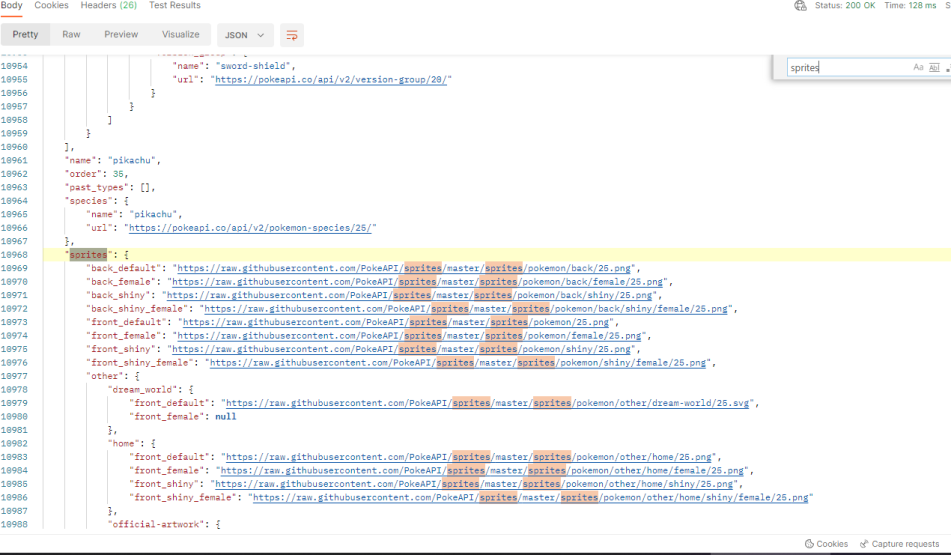 Body Cookies Headers (26) Test Results Status: 200 OK Time: 128 ms S
Pretty Raw Preview Visualize JSON
sprites Aa Abl
10954 "name": "sword-shield",
10955 "url": "https://pokeapi.co/api/v2/version-group/20/"
10956 }
10957 }
10958 ]
10959 }
10960 ],
10961 "name": "pikachu",
10962 "order": 35,
10963 "past_types": [],
10964 "species": {
10965 "name": "pikachu",
10966 "url": "https://pokeapi.co/api/v2/pokemon-species/25/"
10967 },
10968 "sprites": {
10969 "back_default": "https://raw.githubusercontent.com/PokeAPI/sprites/master/sprites/pokemon/back/25.png",
10970 "back_female": "https://raw.githubusercontent.com/PokeAPI/sprites/master/sprites/pokemon/back/female/25.png",
10971 "back_shiny": "https://raw.githubusercontent.com/PokeAPI/sprites/master/sprites/pokemon/back/shiny/25.png",
10972 "back_shiny_female": "https://raw.githubusercontent.com/PokeAPI/sprites/master/sprites/pokemon/back/shiny/female/25.png",
10973 "front_default": "https://raw.githubusercontent.com/PokeAPI/sprites/master/sprites/pokemon/25.png",
10974 "front_female": "https://raw.githubusercontent.com/PokeAPI/sprites/master/sprites/pokemon/female/25.png",
10975 "front_shiny": "https://raw.githubusercontent.com/PokeAPI/sprites/master/sprites/pokemon/shiny/25.png",
10976 "front_shiny_female": "https://raw.githubusercontent.com/PokeAPI/sprites/master/sprites/pokemon/shiny/female/25.png",
10977 "other": {
10978 "dream_world": {
10979 "front_default": "https://raw.githubusercontent.com/PokeAPI/sprites/master/sprites/pokemon/other/dream-world/25.svg",
10980 "front_female": null
10981 },
10982 "home": {
10983 "front_default": "https://raw.githubusercontent.com/PokeAPI/sprites/master/sprites/pokemon/other/home/25.png",
10984 "front_female": "https://raw.githubusercontent.com/PokeAPI/sprites/master/sprites/pokemon/other/home/female/25.png",
10985 "front_shiny": "https://raw.githubusercontent.com/PokeAPI/sprites/master/sprites/pokemon/other/home/shiny/25.png",
10986 "front_shiny_female": "https://raw.githubusercontent.com/PokeAPI/sprites/master/sprites/pokemon/other/home/shiny/female/25.png"
10987 },
10988 "official-artwork": {
Cookies Capture requests